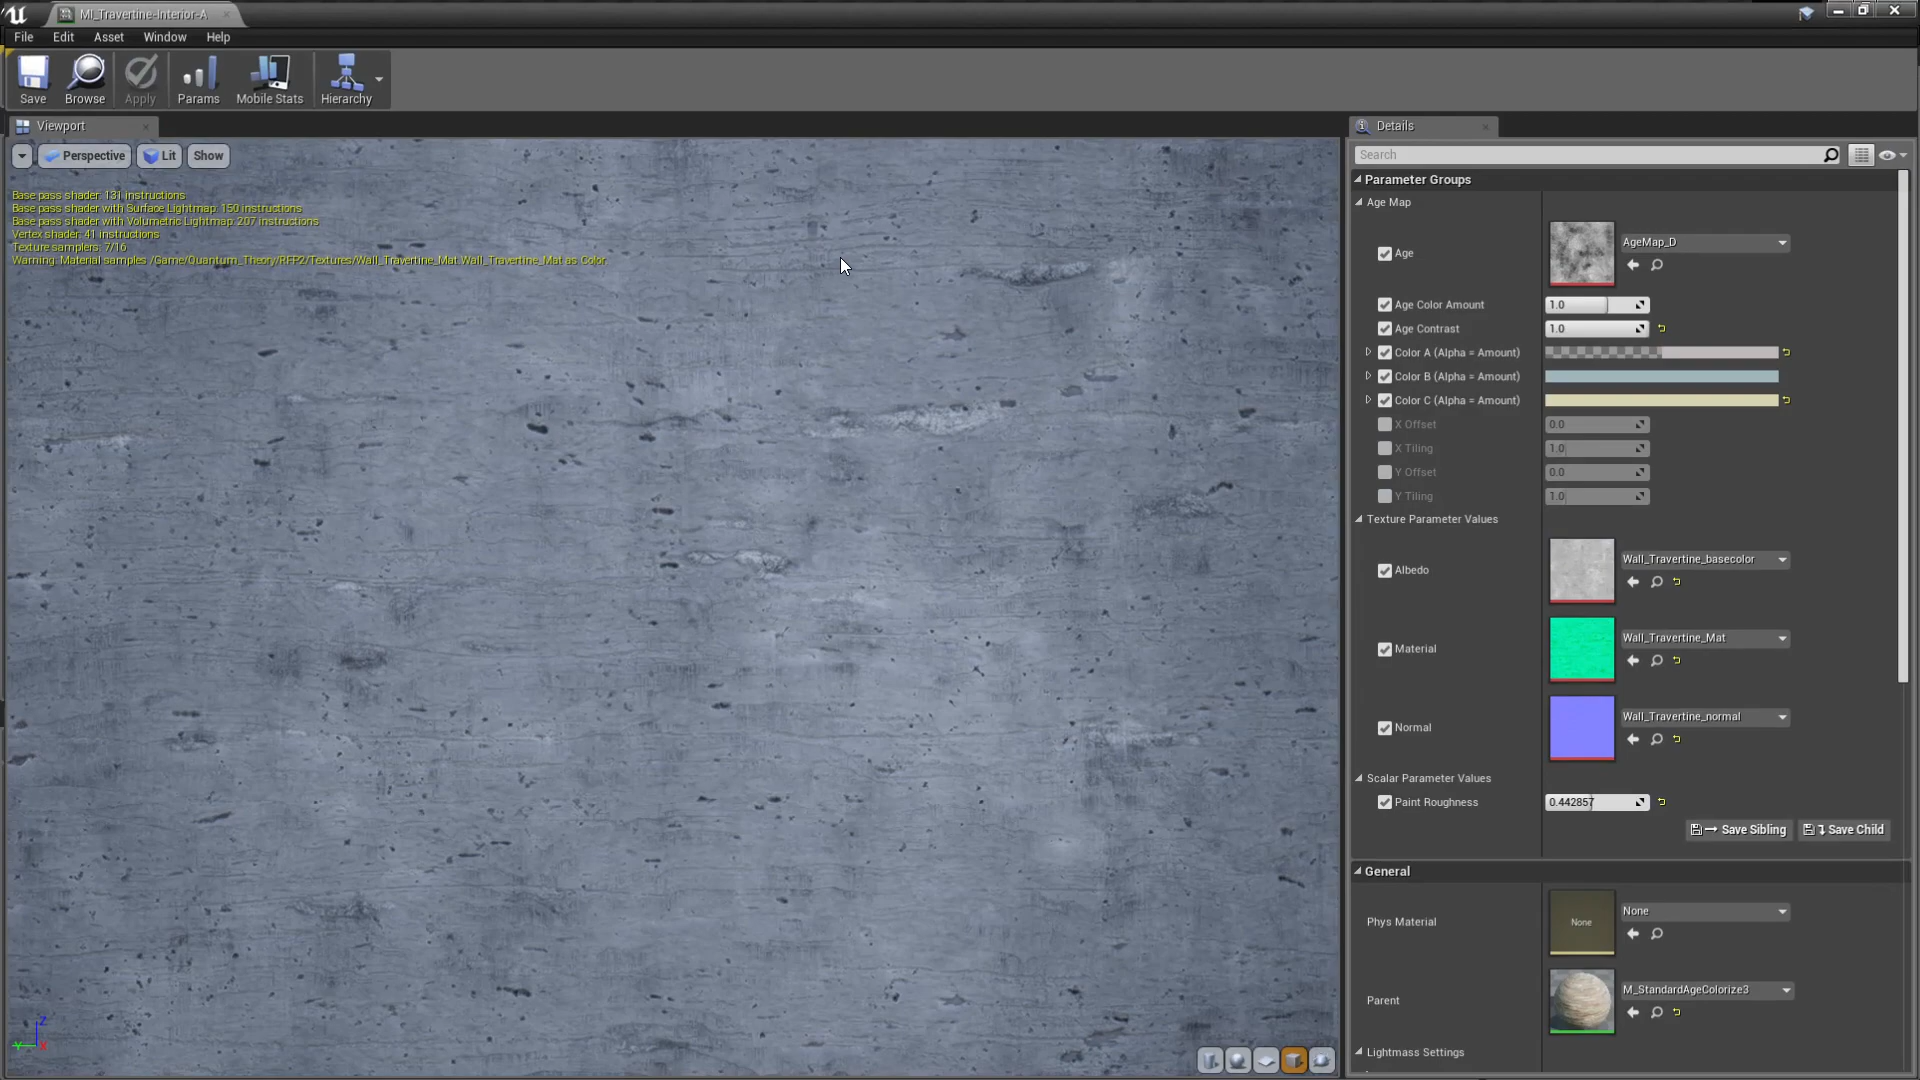 MI_Travertine-Interior-A
File Edit Asset Window Help
Save Browse Apply Params Mobile Stats Hierarchy
Viewport
Perspective Lit Show
Base pass shader: 131 instructions
Base pass shader with Surface Lightmap: 150 instructions
Base pass shader with Volumetric Lightmap: 207 instructions
Vertex shader: 41 instructions
Texture samplers: 7/16
Warning: Material samples /Game/Quantum_Theory/RFP2/Textures/Wall_Travertine_Mat.Wall_Travertine_Mat as Color.
Z
Y X
Details
Search
Parameter Groups
Age Map
Age AgeMap_D
Age Color Amount 1.0
Age Contrast 1.0
Color A (Alpha = Amount)
Color B (Alpha = Amount)
Color C (Alpha = Amount)
X Offset 0.0
X Tiling 1.0
Y Offset 0.0
Y Tiling 1.0
Texture Parameter Values
Albedo Wall_Travertine_basecolor
Material Wall_Travertine_Mat
Normal Wall_Travertine_normal
Scalar Parameter Values
Paint Roughness 0.442857
Save Sibling Save Child
General
Phys Material None None
Parent M_StandardAgeColorize3
Lightmass Settings